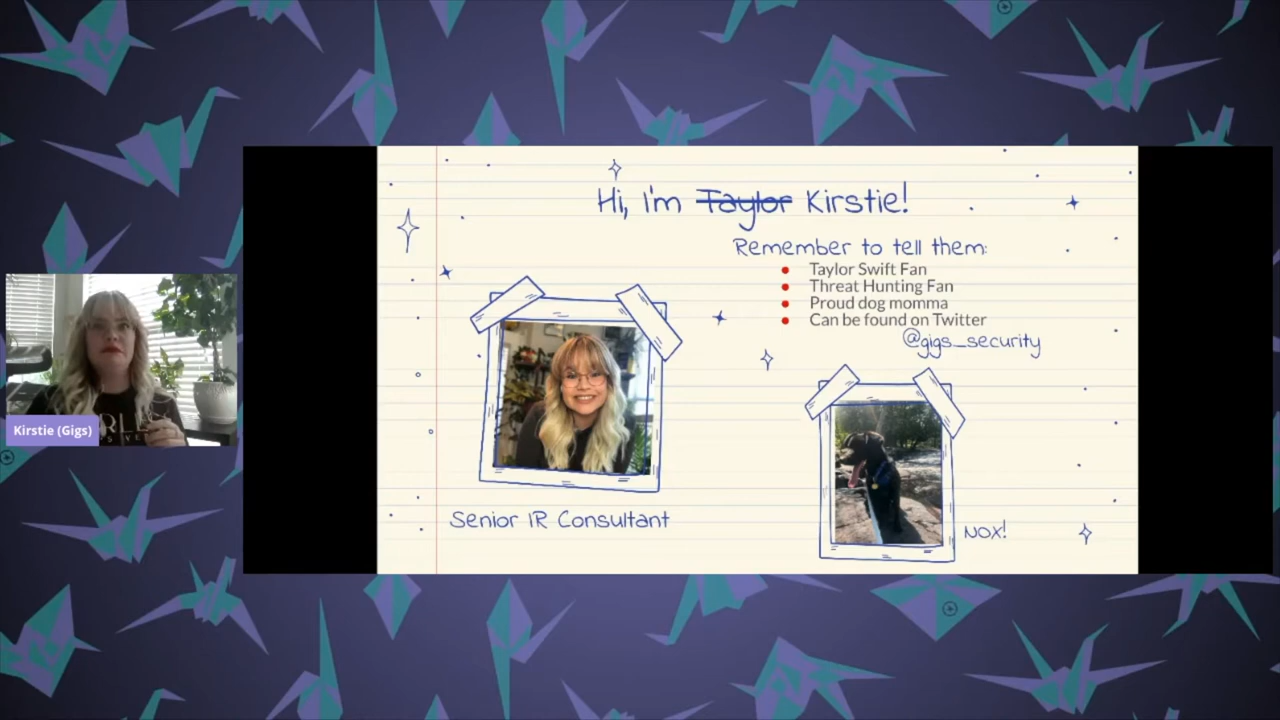 Hi, I'm Taylor Kirstie!
Remember to tell them:
Taylor Swift Fan
Threat Hunting Fan
Proud dog momma
Can be found on Twitter
@gigs_security
Senior IR Consultant
NOX!
Kirstie (Gigs)